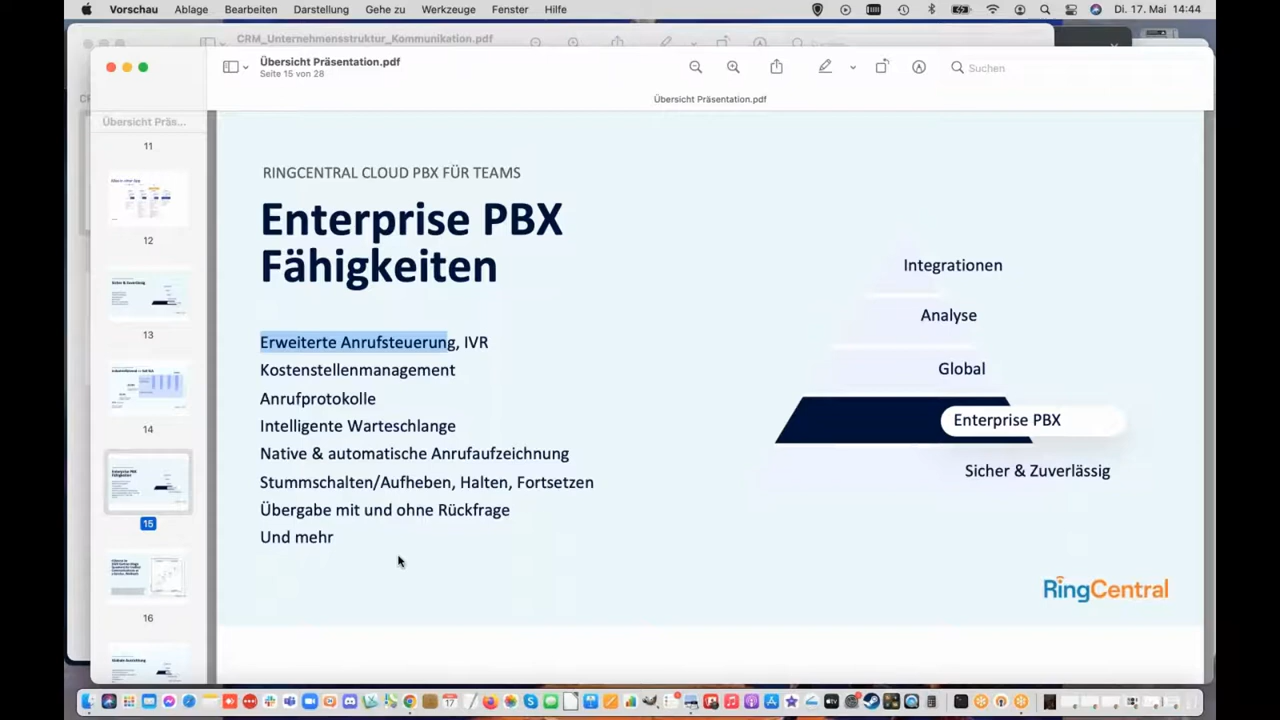 Vorschau Ablage Bearbeiten Darstellung Gehe zu Werkzeuge Fenster Hilfe Di. 17. Mai 14:44
CRM_Unternehmensstruktur_Kommunikation.pdf
Übersicht Präsentation.pdf
Seite 15 von 28
Suchen
Übersicht Präsentation.pdf
Übersicht Präs...
11
12
13
14
15
16
RINGCENTRAL CLOUD PBX FÜR TEAMS
Enterprise PBX
Fähigkeiten
Erweiterte Anrufsteuerung, IVR
Kostenstellenmanagement
Anrufprotokolle
Intelligente Warteschlange
Native & automatische Anrufaufzeichnung
Stummschalten/Aufheben, Halten, Fortsetzen
Übergabe mit und ohne Rückfrage
Und mehr
Integrationen
Analyse
Global
Enterprise PBX
Sicher & Zuverlässig
RingCentral